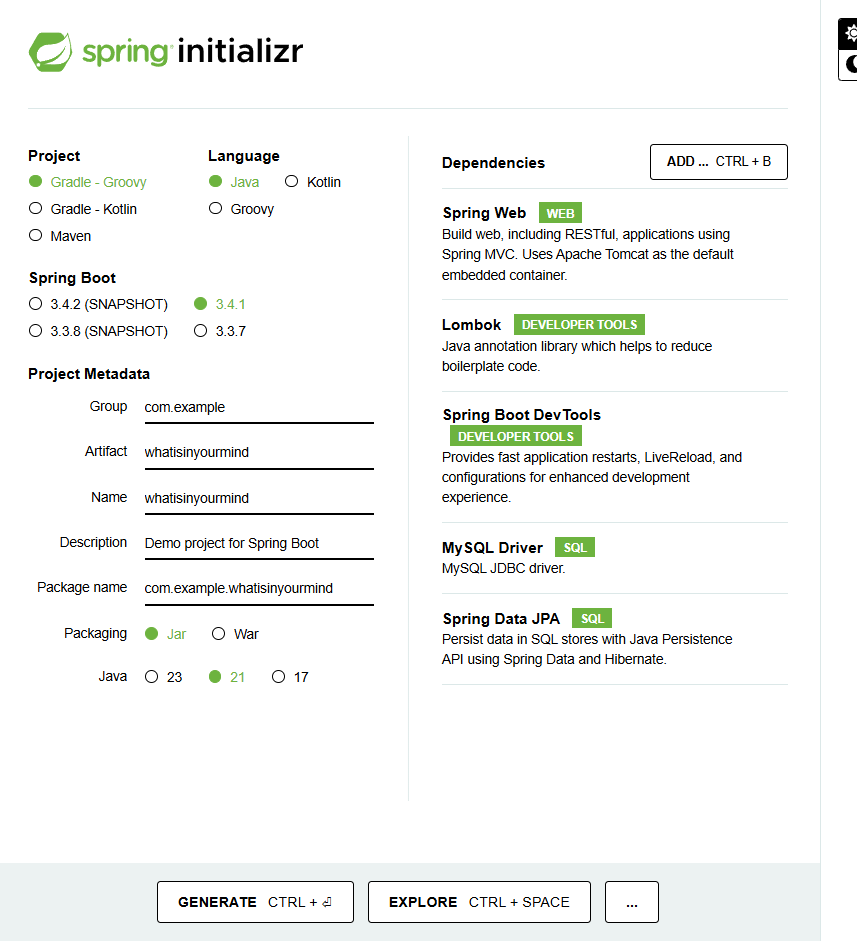 spring initializr
Project
Gradle - Groovy
Gradle - Kotlin
Maven
Language
Java Kotlin
Groovy
Spring Boot
3.4.2 (SNAPSHOT) 3.4.1
3.3.8 (SNAPSHOT) 3.3.7
Project Metadata
Group com.example
Artifact whatisinyourmind
Name whatisinyourmind
Description Demo project for Spring Boot
Package name com.example.whatisinyourmind
Packaging Jar War
Java 23 21 17
Dependencies
ADD ... CTRL + B
Spring Web WEB
Build web, including RESTful, applications using
Spring MVC. Uses Apache Tomcat as the default
embedded container.
Lombok DEVELOPER TOOLS
Java annotation library which helps to reduce
boilerplate code.
Spring Boot DevTools
DEVELOPER TOOLS
Provides fast application restarts, LiveReload, and
configurations for enhanced development
experience.
MySQL Driver SQL
MySQL JDBC driver.
Spring Data JPA SQL
Persist data in SQL stores with Java Persistence
API using Spring Data and Hibernate.
GENERATE CTRL + ⏎
EXPLORE CTRL + SPACE
...